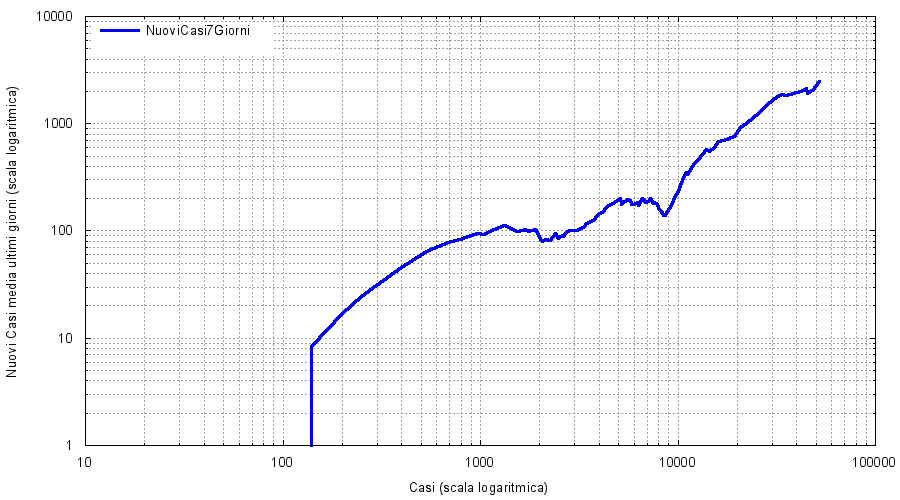 10000
NuoviCasi7Giorni
1000
100
10
1
Nuovi Casi media ultimi giorni (scala logaritmica)
10 100 1000 10000 100000
Casi (scala logaritmica)